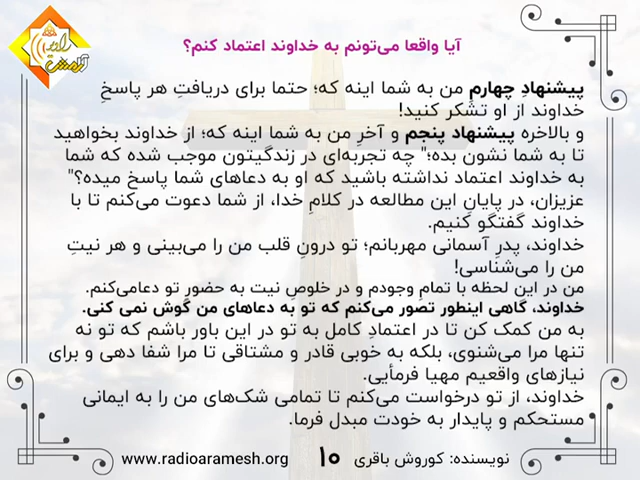 آیا واقعا می‌تونم به خداوند اعتماد کنم؟
پیشنهادِ چهارمِ من به شما اینه که؛ حتما برای دریافتِ هر پاسخِ
خداوند از او تشکر کنید!
و بالاخره پیشنهاد پنجم و آخرِ من به شما اینه که؛ از خداوند بخواهید
تا به شما نشون بده؛" چه تجربه‌ای در زندگیتون موجب شده که شما
به خداوند اعتماد نداشته باشید که او به دعاهای شما پاسخ میده؟"
عزیزان، در پایانِ این مطالعه در کلامِ خدا، از شما دعوت می‌کنم تا با
خداوند گفتگو کنیم.
خداوند، پدرِ آسمانی مهربانم؛ تو درونِ قلب من را می‌بینی و هر نیتِ
من را می‌شناسی!
من در این لحظه با تمامِ وجودم و در خلوصِ نیت به حضورِ تو دعامی‌کنم.
خداوند، گاهی اینطور تصور می‌کنم که تو به دعاهای من گوش نمی کنی.
به من کمک کن تا در اعتمادِ کامل به تو در این باور باشم که تو نه
تنها مرا می‌شنوی، بلکه به خوبی قادر و مشتاقی تا مرا شفا دهی و برای
نیازهای واقعیم مهیا فرمأیی.
خداوند، از تو درخواست می‌کنم تا تمامی شک‌های من را به ایمانی
مستحکم و پایدار به خودت مبدل فرما.
نویسنده: کوروش باقری ۱۰ www.radioaramesh.org